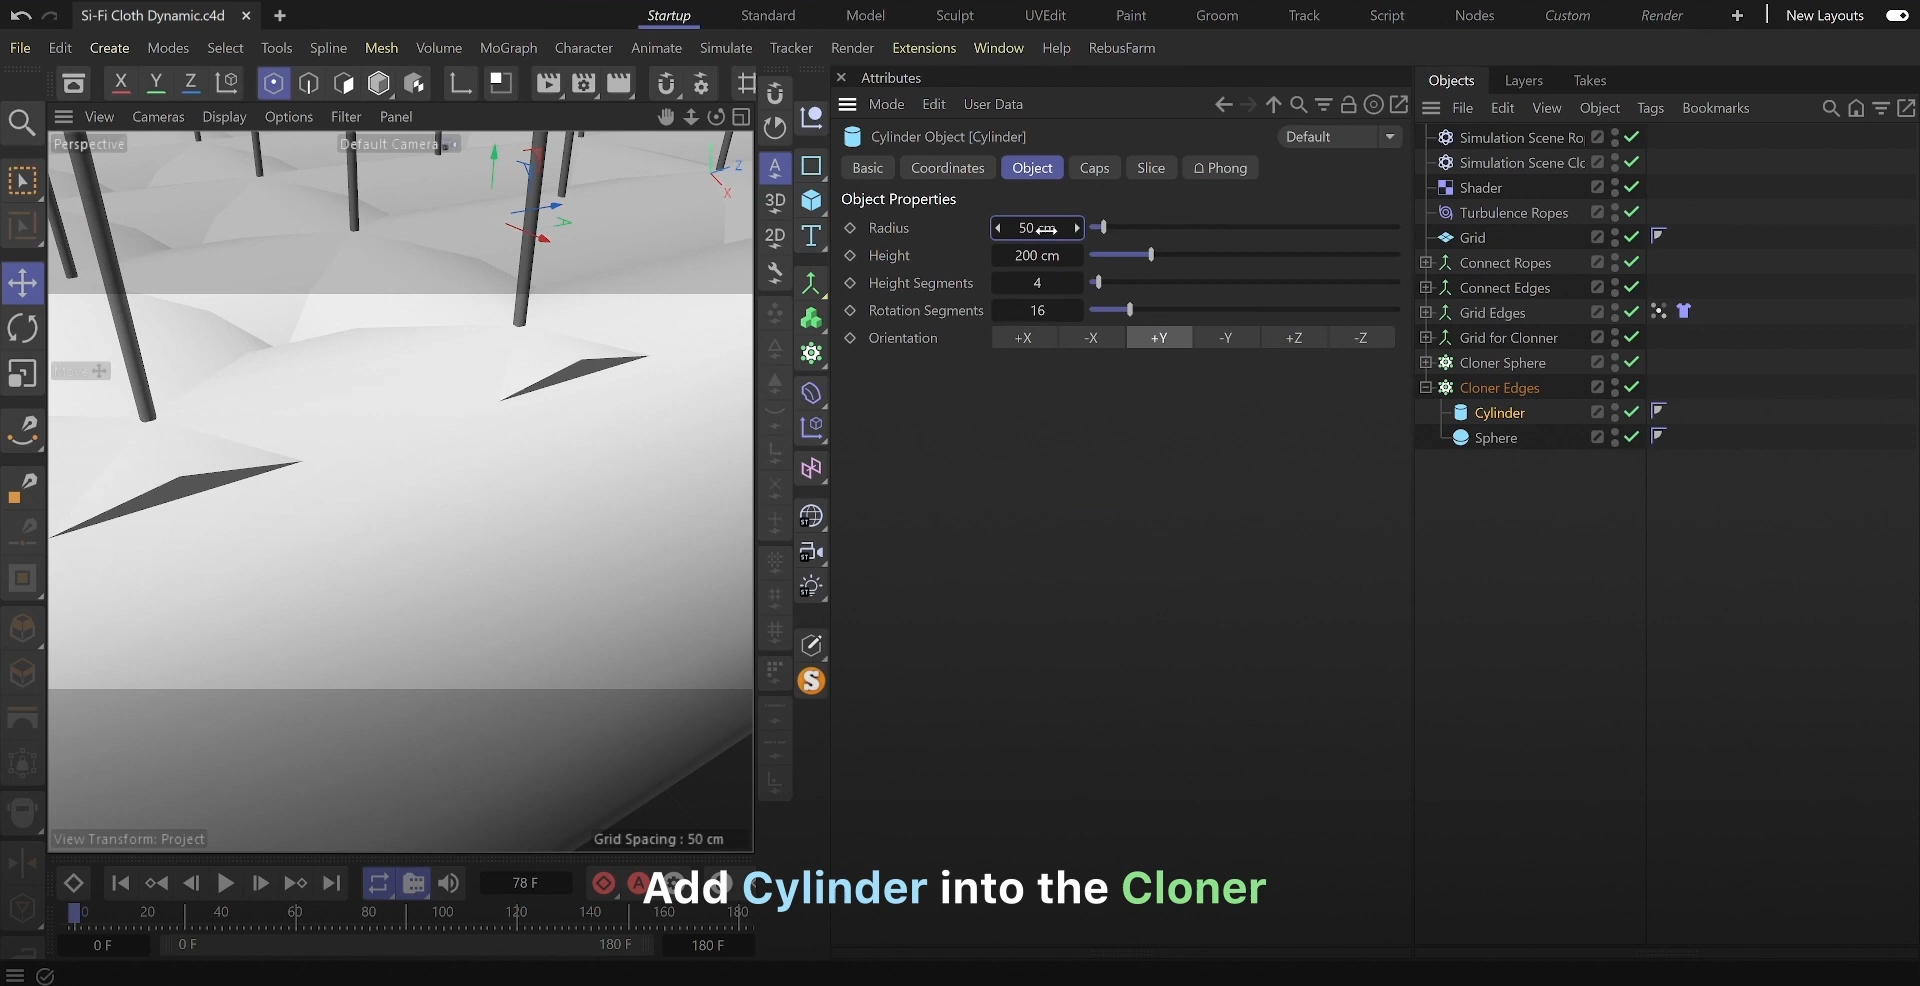 Si-Fi Cloth Dynamic.c4d
Startup
Standard
Model
Sculpt
UVEdit
Paint
Groom
Track
Script
Nodes
Custom
Render
New Layouts
File
Edit
Create
Modes
Select
Tools
Spline
Mesh
Volume
MoGraph
Character
Animate
Simulate
Tracker
Render
Extensions
Window
Help
RebusFarm
X
Y
Z
View
Cameras
Display
Options
Filter
Panel
Perspective
Default Camera
Z
X
Move
View Transform: Project
Grid Spacing : 50 cm
A
3D
2D
T
ST
ST
ST
S
Attributes
Mode
Edit
User Data
Cylinder Object [Cylinder]
Default
Basic
Coordinates
Object
Caps
Slice
Phong
Object Properties
Radius
50 cm
Height
200 cm
Height Segments
4
Rotation Segments
16
Orientation
+X
-X
+Y
-Y
+Z
-Z
Objects
Layers
Takes
File
Edit
View
Object
Tags
Bookmarks
Simulation Scene Ro
Simulation Scene Clo
Shader
Turbulence Ropes
Grid
Connect Ropes
Connect Edges
Grid Edges
Grid for Clonner
Cloner Sphere
Cloner Edges
Cylinder
Sphere
78 F
A
Add Cylinder into the Cloner
0
20
40
60
80
100
120
140
160
180
0 F
0 F
180 F
180 F